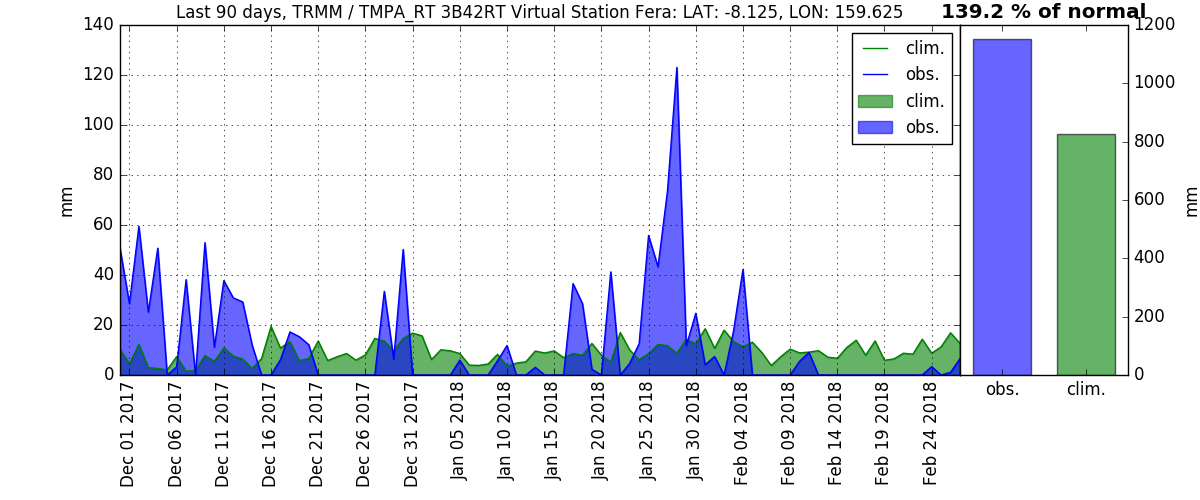 Last 90 days, TRMM / TMPA_RT 3B42RT Virtual Station Fera: LAT: -8.125, LON: 159.625
139.2 % of normal
140
120
100
80
60
40
20
0
mm
clim.
obs.
clim.
obs.
1200
1000
800
600
400
200
0
mm
Dec 01 2017
Dec 06 2017
Dec 11 2017
Dec 16 2017
Dec 21 2017
Dec 26 2017
Dec 31 2017
Jan 05 2018
Jan 10 2018
Jan 15 2018
Jan 20 2018
Jan 25 2018
Jan 30 2018
Feb 04 2018
Feb 09 2018
Feb 14 2018
Feb 19 2018
Feb 24 2018
obs.
clim.